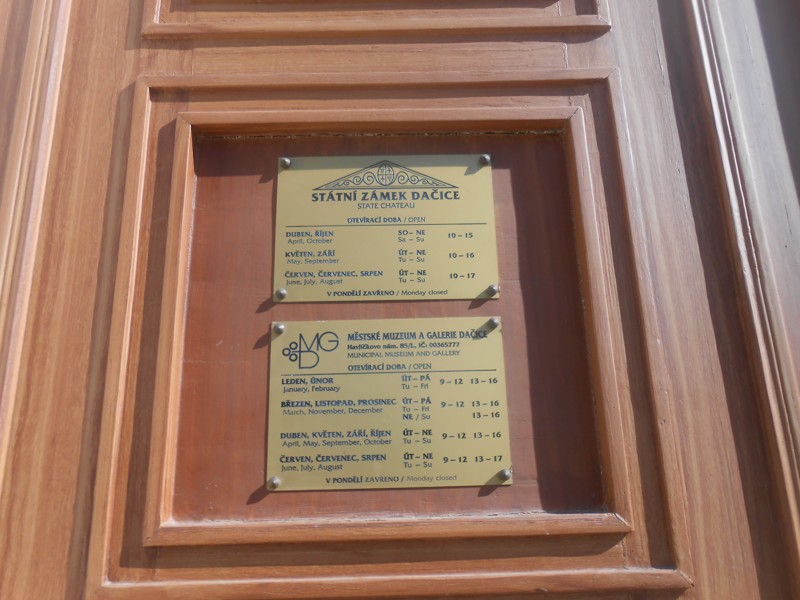 STÁTNÍ ZÁMEK DAČICE
STATE CHATEAU
OTEVÍRACÍ DOBA / OPEN
DUBEN, ŘÍJEN SO – NE 10 – 15
April, October Sa – Su
KVĚTEN, ZÁŘÍ ÚT – NE 10 – 16
May, September Tu – Su
ČERVEN, ČERVENEC, SRPEN ÚT – NE 10 – 17
June, July, August Tu – Su
V PONDĚLÍ ZAVŘENO / Monday closed
MG
D
MĚSTSKÉ MUZEUM A GALERIE DAČICE
Havlíčkovo nám. 85/I., IČ: 00365777
MUNICIPAL MUSEUM AND GALLERY
OTEVÍRACÍ DOBA / OPEN
LEDEN, ÚNOR ÚT – PÁ 9 – 12 13 – 16
January, February Tu – Fri
BŘEZEN, LISTOPAD, PROSINEC ÚT – PÁ 9 – 12 13 – 16
March, November, December Tu – Fri
NE / Su 13 – 16
DUBEN, KVĚTEN, ZÁŘÍ, ŘÍJEN ÚT – NE 9 – 12 13 – 16
April, May, September, October Tu – Su
ČERVEN, ČERVENEC, SRPEN ÚT – NE 9 – 12 13 – 17
June, July, August Tu – Su
V PONDĚLÍ ZAVŘENO / Monday closed